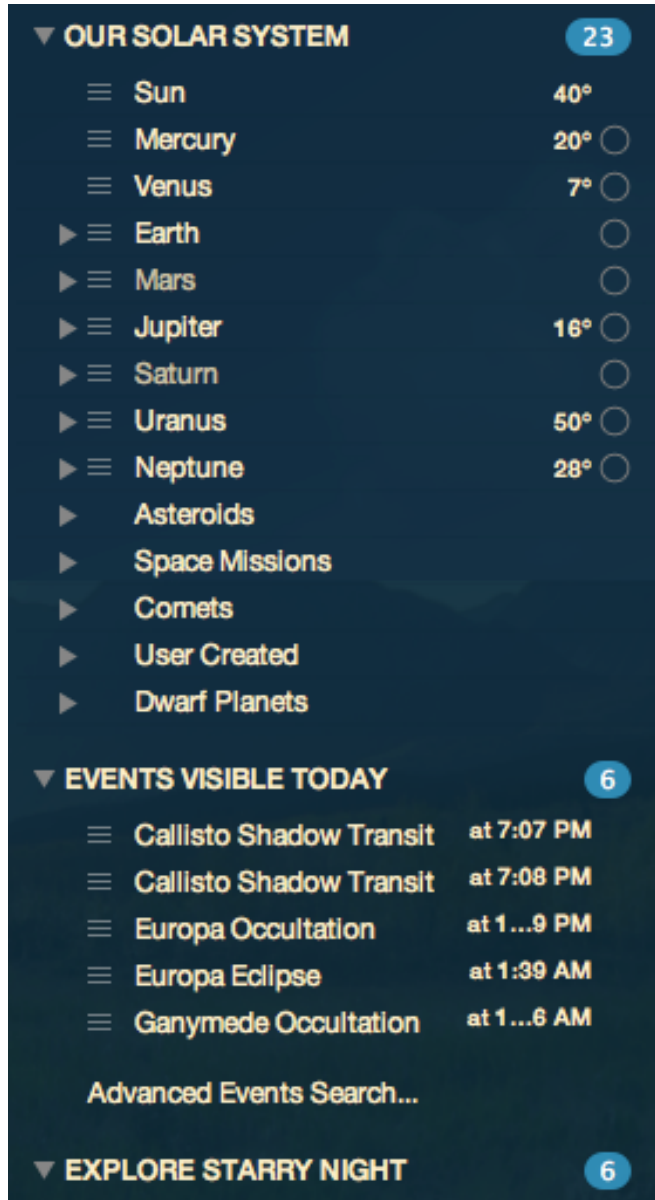 OUR SOLAR SYSTEM 23
Sun 40°
Mercury 20°
Venus 7°
Earth
Mars
Jupiter 16°
Saturn
Uranus 50°
Neptune 28°
Asteroids
Space Missions
Comets
User Created
Dwarf Planets
EVENTS VISIBLE TODAY 6
Callisto Shadow Transit at 7:07 PM
Callisto Shadow Transit at 7:08 PM
Europa Occultation at 1...9 PM
Europa Eclipse at 1:39 AM
Ganymede Occultation at 1...6 AM
Advanced Events Search...
EXPLORE STARRY NIGHT 6